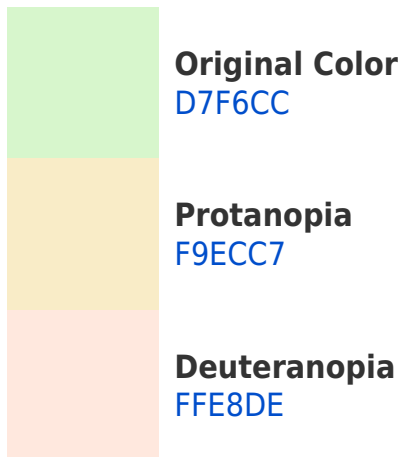 Original Color
D7F6CC
Protanopia
F9ECC7
Deuteranopia
FFE8DE